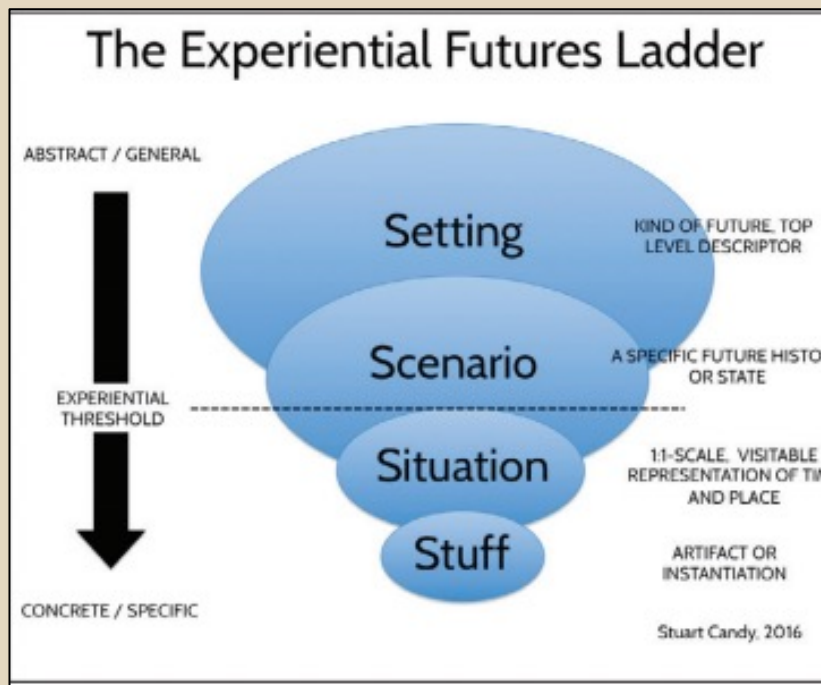 The Experiential Futures Ladder
ABSTRACT / GENERAL
Setting
KIND OF FUTURE, TOP
LEVEL DESCRIPTOR
Scenario
A SPECIFIC FUTURE HISTO
OR STATE
EXPERIENTIAL
THRESHOLD
Situation
1:1-SCALE, VISITABLE
REPRESENTATION OF TIM
AND PLACE
Stuff
ARTIFACT OR
INSTANTIATION
CONCRETE / SPECIFIC
Stuart Candy, 2016